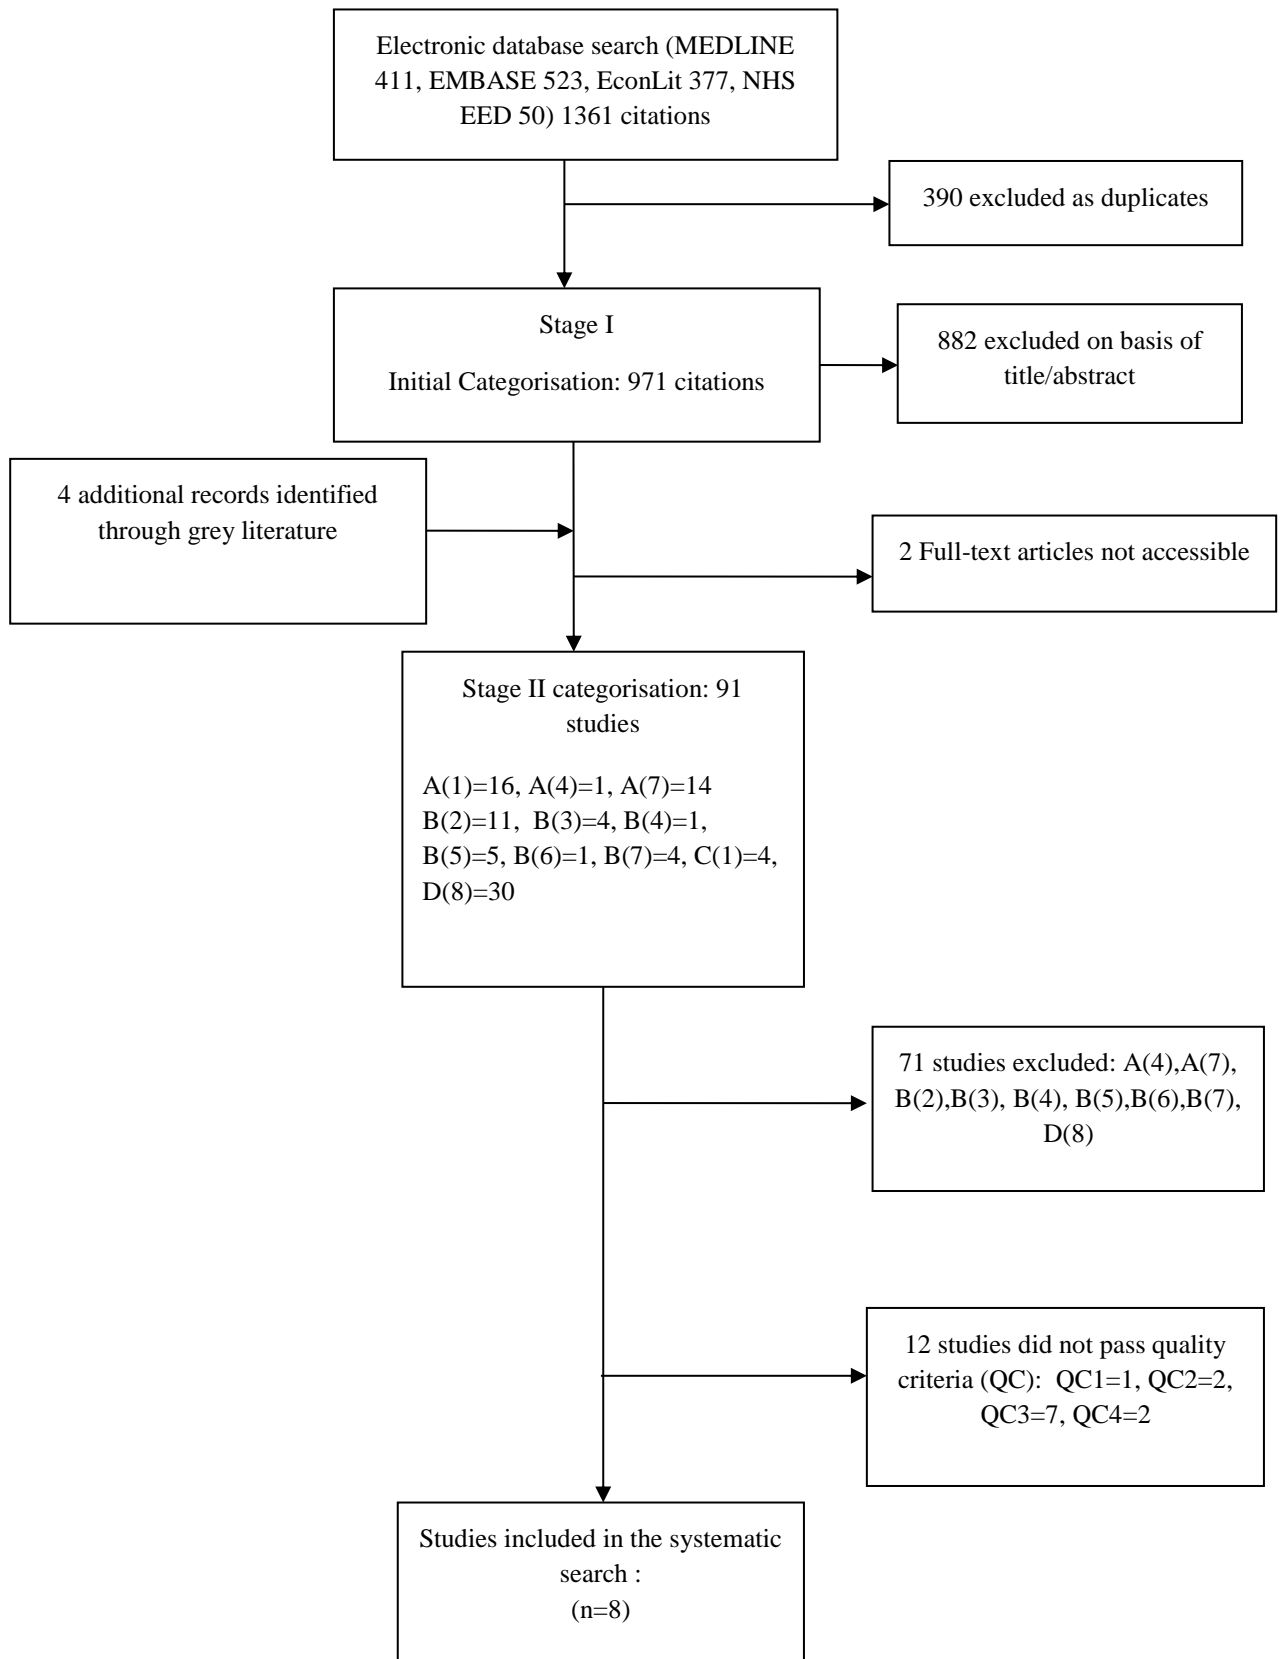 Electronic database search (MEDLINE
411, EMBASE 523, EconLit 377, NHS
EED 50) 1361 citations
390 excluded as duplicates
Stage I
Initial Categorisation: 971 citations
882 excluded on basis of
title/abstract
4 additional records identified
through grey literature
2 Full-text articles not accessible
Stage II categorisation: 91
studies
A(1)=16, A(4)=1, A(7)=14
B(2)=11,  B(3)=4, B(4)=1,
B(5)=5, B(6)=1, B(7)=4, C(1)=4,
D(8)=30
71 studies excluded: A(4),A(7),
B(2),B(3), B(4), B(5),B(6),B(7),
D(8)
12 studies did not pass quality
criteria (QC):  QC1=1, QC2=2,
QC3=7, QC4=2
Studies included in the systematic
search :
(n=8)